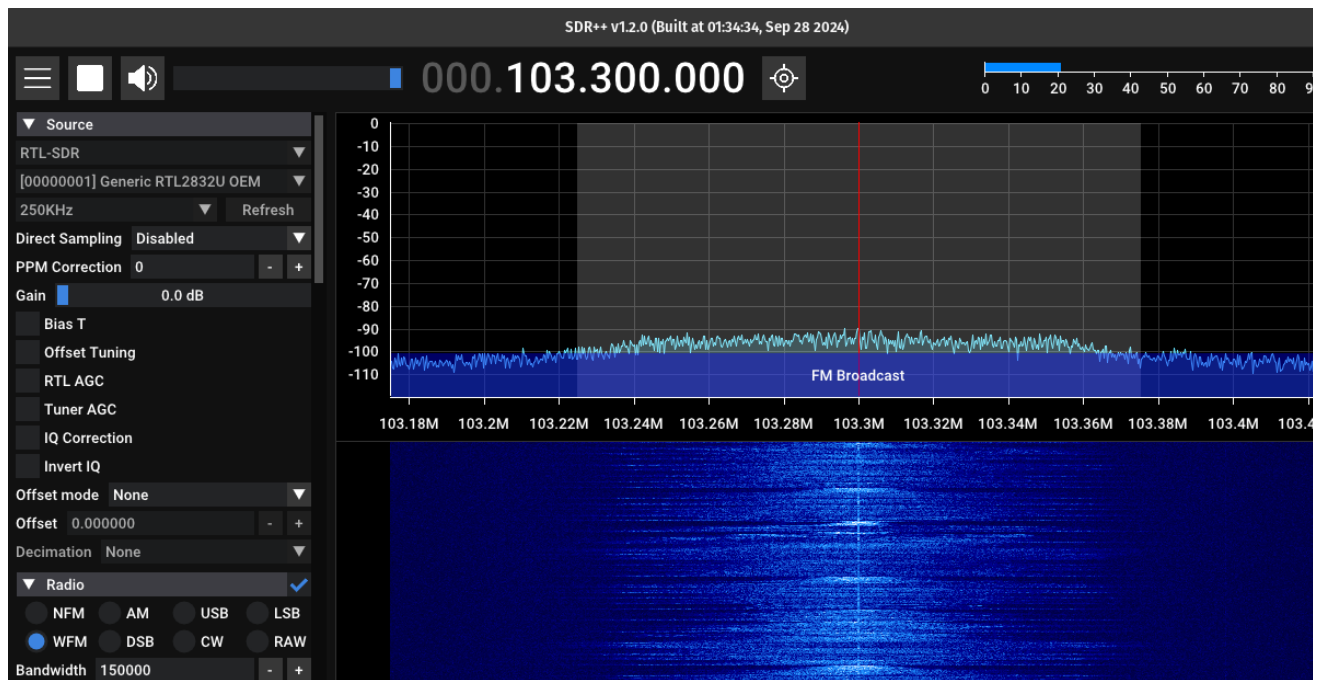 SDR++ v1.2.0 (Built at 01:34:34, Sep 28 2024)
000.103.300.000
0 10 20 30 40 50 60 70 80 9
Source
RTL-SDR
[00000001] Generic RTL2832U OEM
250KHz Refresh
Direct Sampling Disabled
PPM Correction 0 - +
Gain 0.0 dB
Bias T
Offset Tuning
RTL AGC
Tuner AGC
IQ Correction
Invert IQ
Offset mode None
Offset 0.000000 - +
Decimation None
Radio
NFM AM USB LSB
WFM DSB CW RAW
Bandwidth 150000 - +
0
-10
-20
-30
-40
-50
-60
-70
-80
-90
-100
-110
FM Broadcast
103.18M 103.2M 103.22M 103.24M 103.26M 103.28M 103.3M 103.32M 103.34M 103.36M 103.38M 103.4M 103.4